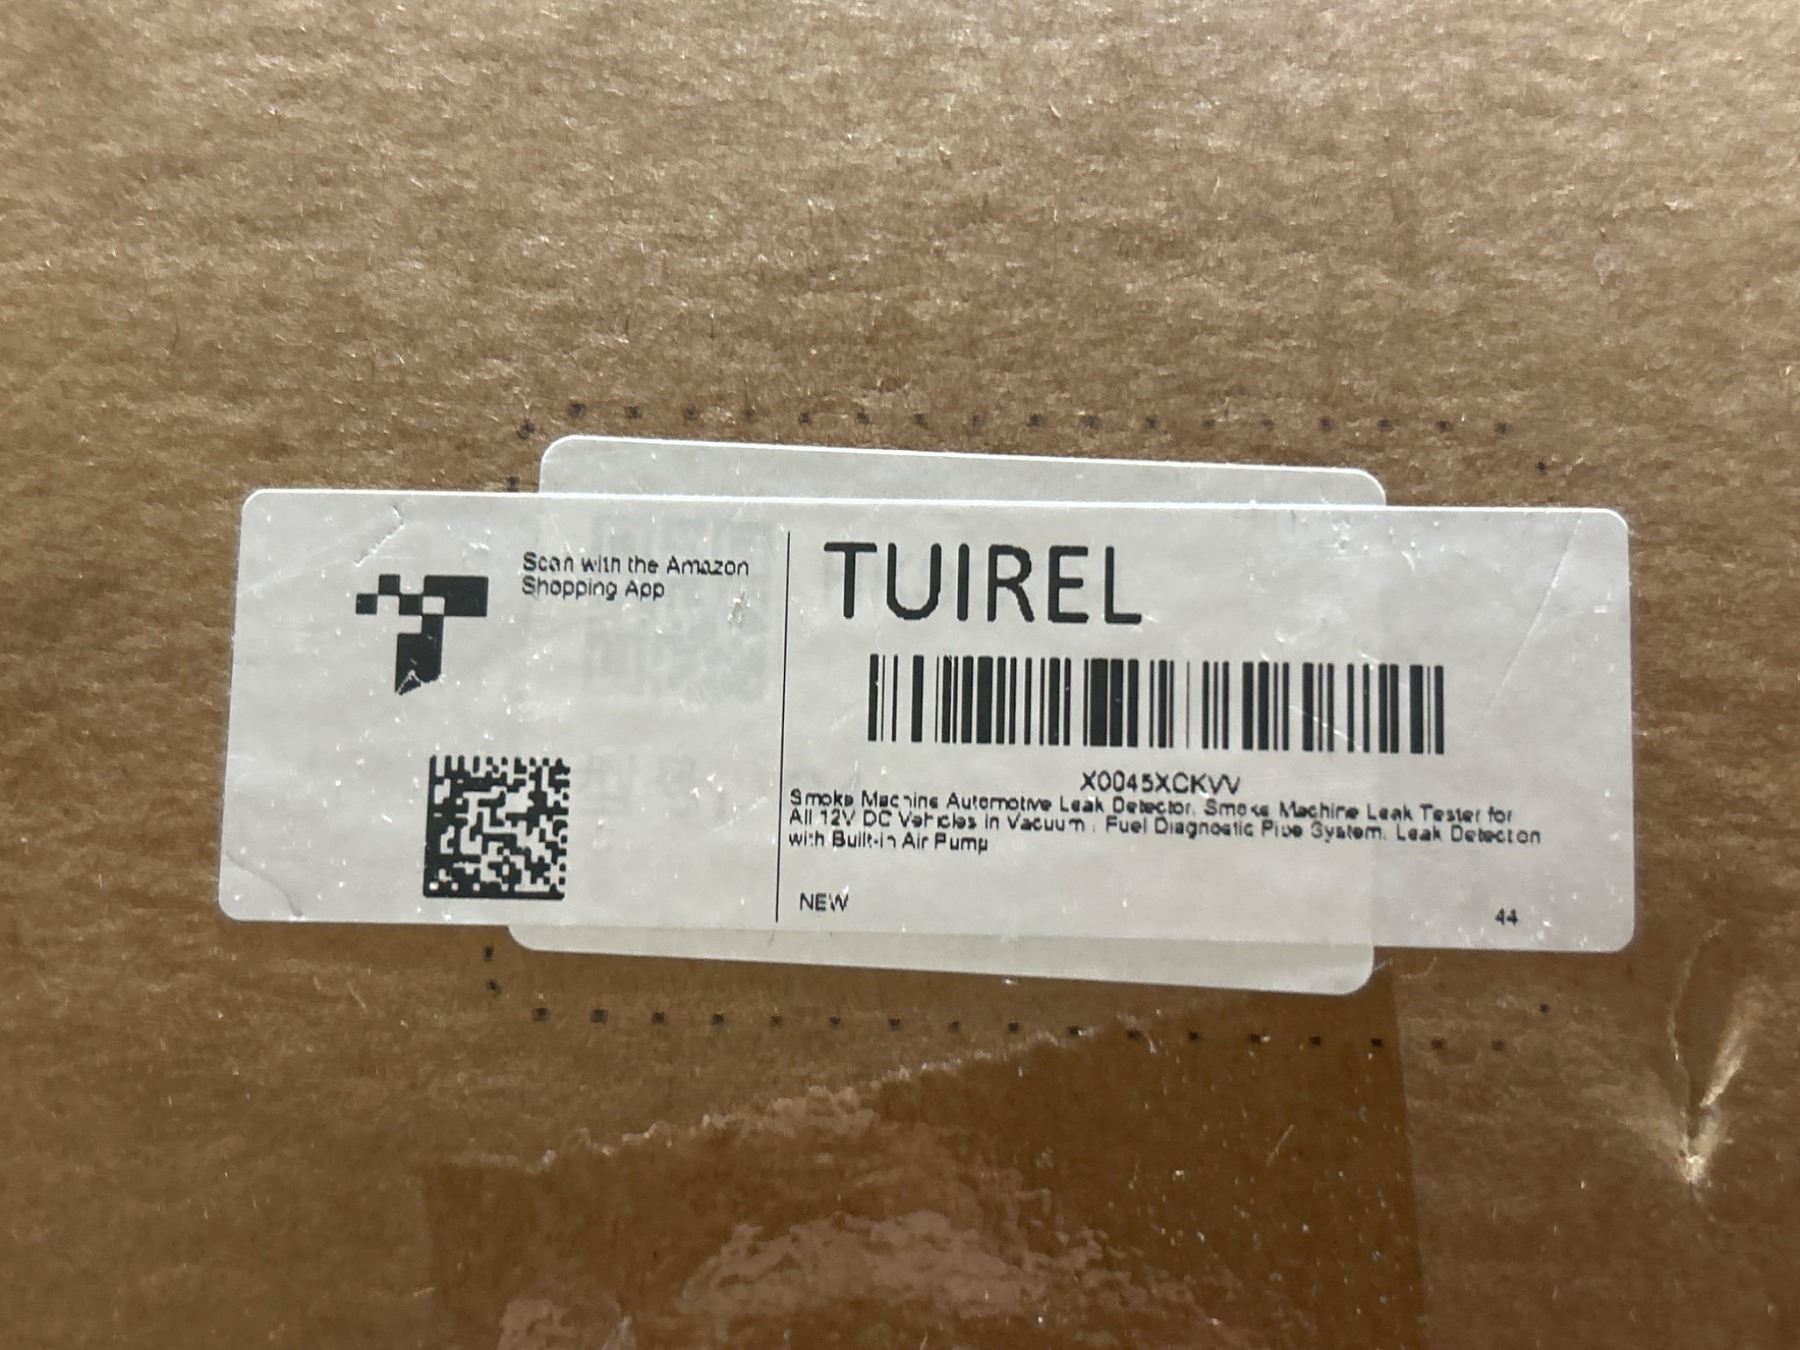 Scan with the Amazon
Shopping App
TUIREL
X0045XCKVV
Smoke Machine Automotive Leak Detector, Smoke Machine Leak Tester for
All 12V DC Vehicles in Vacuum , Fuel Diagnostic Pipe System, Leak Detection
with Built-in Air Pump
NEW
44